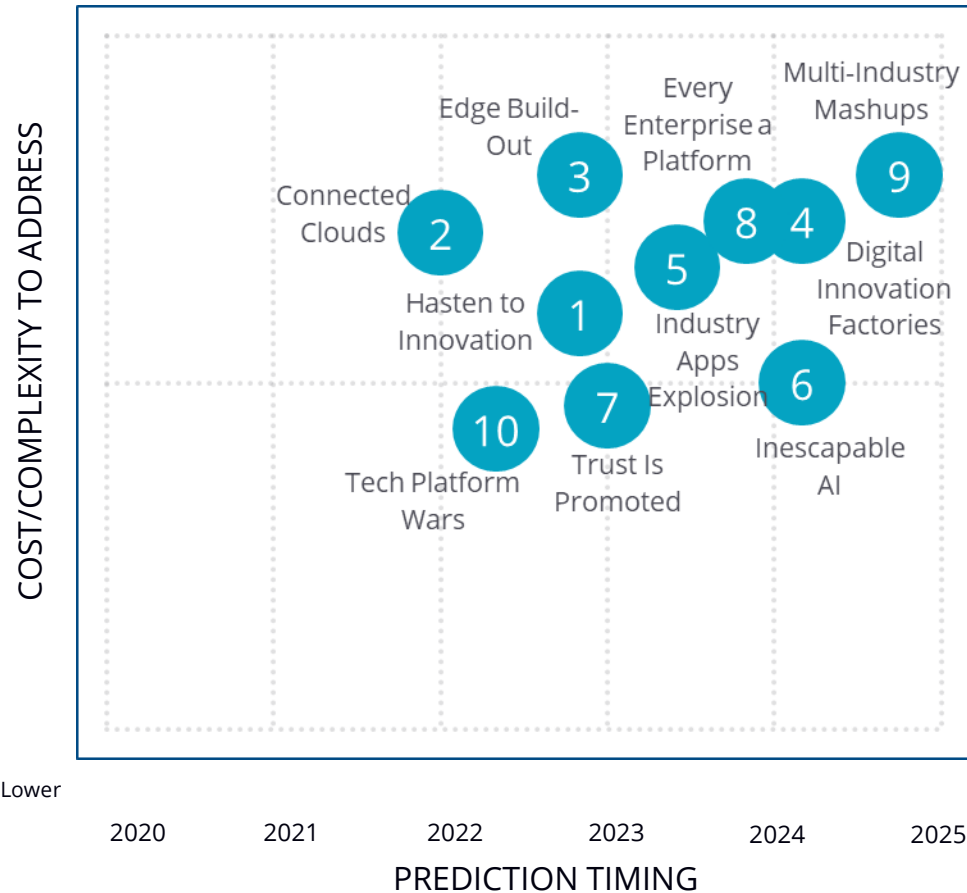 COST/COMPLEXITY TO ADDRESS
Multi-Industry
Mashups
Every
Enterprise a
Platform
Edge Build-
Out
3
9
Connected
Clouds
2
8
4
5
Digital
Innovation
Factories
Hasten to
Innovation
1
Industry
Apps
Explosion
6
7
10
Inescapable
AI
Trust Is
Promoted
Tech Platform
Wars
Lower
2020
2021
2022
2023
2024
2025
PREDICTION TIMING